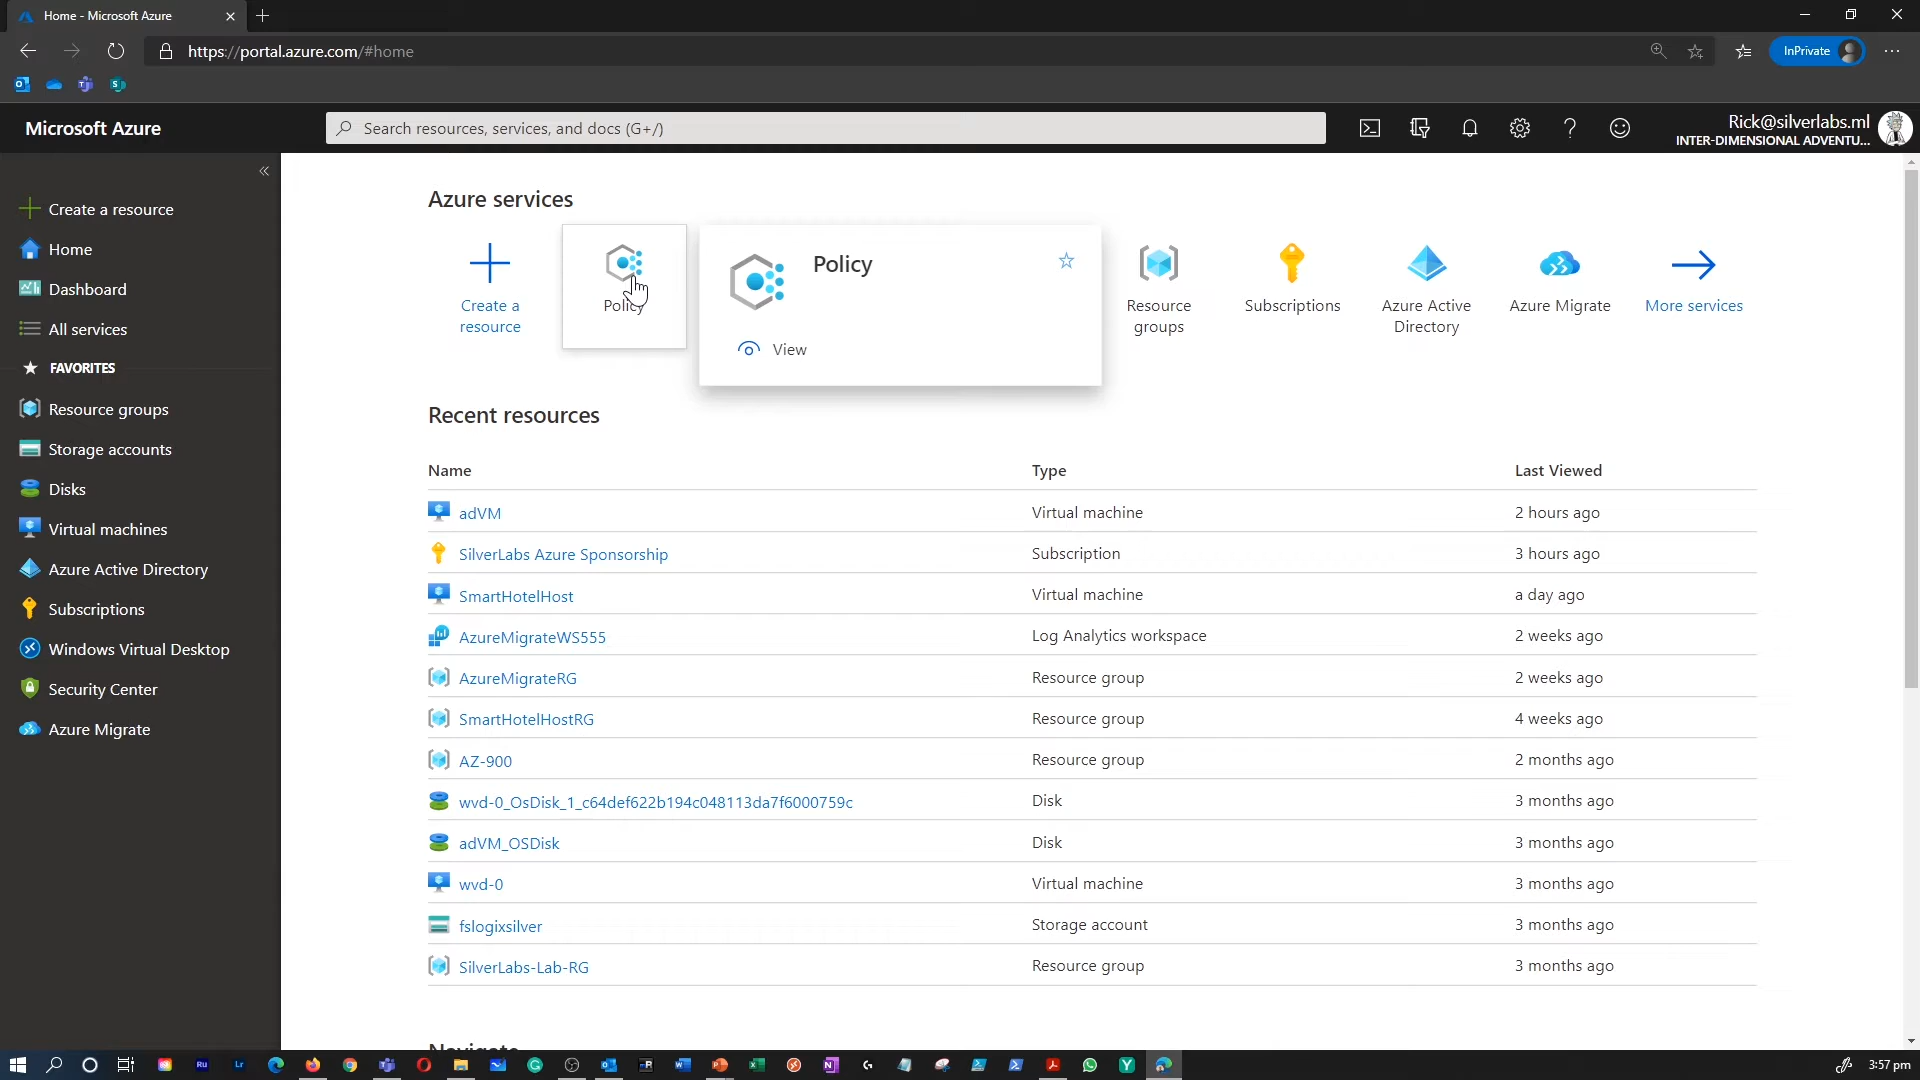 Home - Microsoft Azure
https://portal.azure.com/#home
InPrivate
Microsoft Azure
Search resources, services, and docs (G+/)
Rick@silverlabs.ml
INTER-DIMENSIONAL ADVENTU...
Create a resource
Home
Dashboard
All services
FAVORITES
Resource groups
Storage accounts
Disks
Virtual machines
Azure Active Directory
Subscriptions
Windows Virtual Desktop
Security Center
Azure Migrate
Azure services
Create a
resource
Policy
Policy
View
Resource
groups
Subscriptions
Azure Active
Directory
Azure Migrate
More services
Recent resources
Name Type Last Viewed
adVM Virtual machine 2 hours ago
SilverLabs Azure Sponsorship Subscription 3 hours ago
SmartHotelHost Virtual machine a day ago
AzureMigrateWS555 Log Analytics workspace 2 weeks ago
AzureMigrateRG Resource group 2 weeks ago
SmartHotelHostRG Resource group 4 weeks ago
AZ-900 Resource group 2 months ago
wvd-0_OsDisk_1_c64def622b194c048113da7f6000759c Disk 3 months ago
adVM_OSDisk Disk 3 months ago
wvd-0 Virtual machine 3 months ago
fslogixsilver Storage account 3 months ago
SilverLabs-Lab-RG Resource group 3 months ago
Navigate
3:57 pm